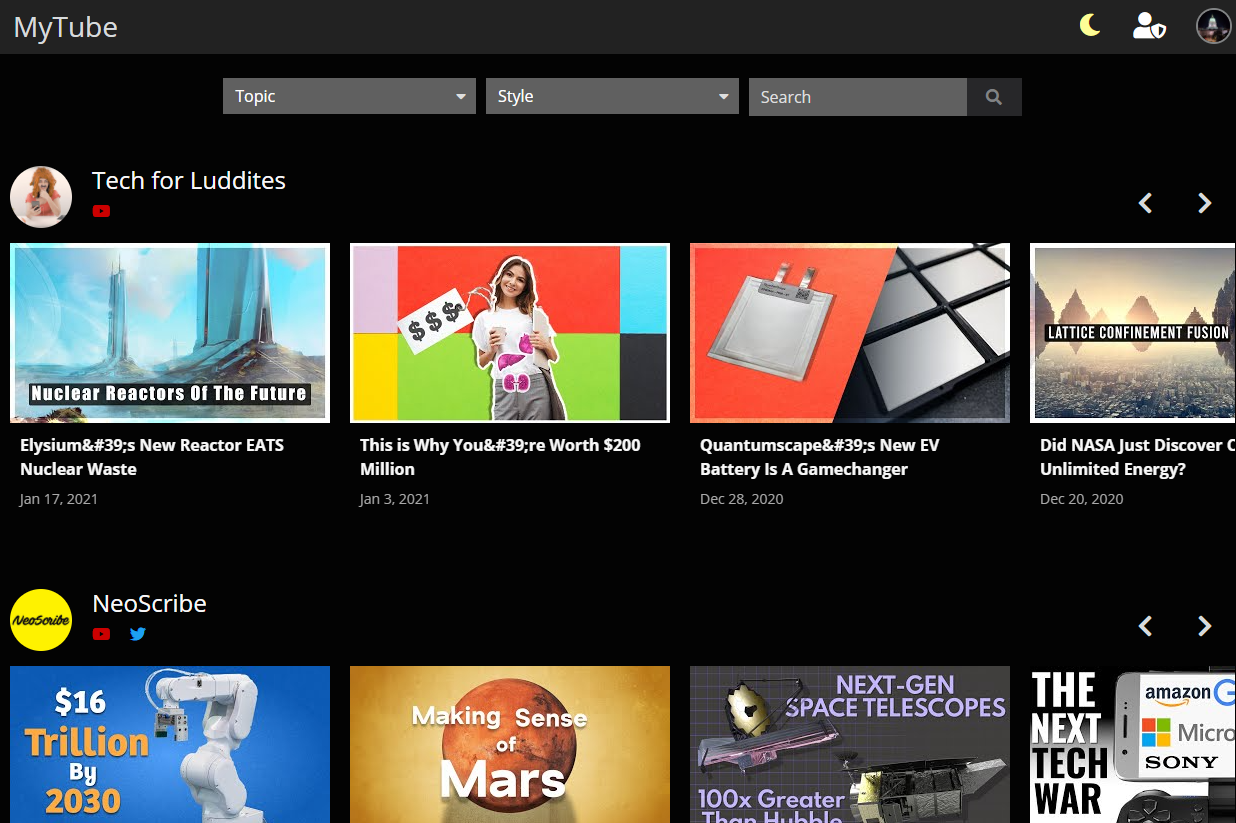 MyTube
Topic
Style
Search
Tech for Luddites
Nuclear Reactors Of The Future
$$$
LATTICE CONFINEMENT FUSION
Elysium&#39;s New Reactor EATS
Nuclear Waste
Jan 17, 2021
This is Why You&#39;re Worth $200
Million
Jan 3, 2021
Quantumscape&#39;s New EV
Battery Is A Gamechanger
Dec 28, 2020
Did NASA Just Discover
Unlimited Energy?
Dec 20, 2020
NeoScribe
NeoScribe
$16
Trillion
By
2030
Making Sense
of
Mars
NEXT-GEN
SPACE TELESCOPES
100x Greater
Than Hubble
THE
NEXT
TECH
WAR
amazon G
Micro
SONY